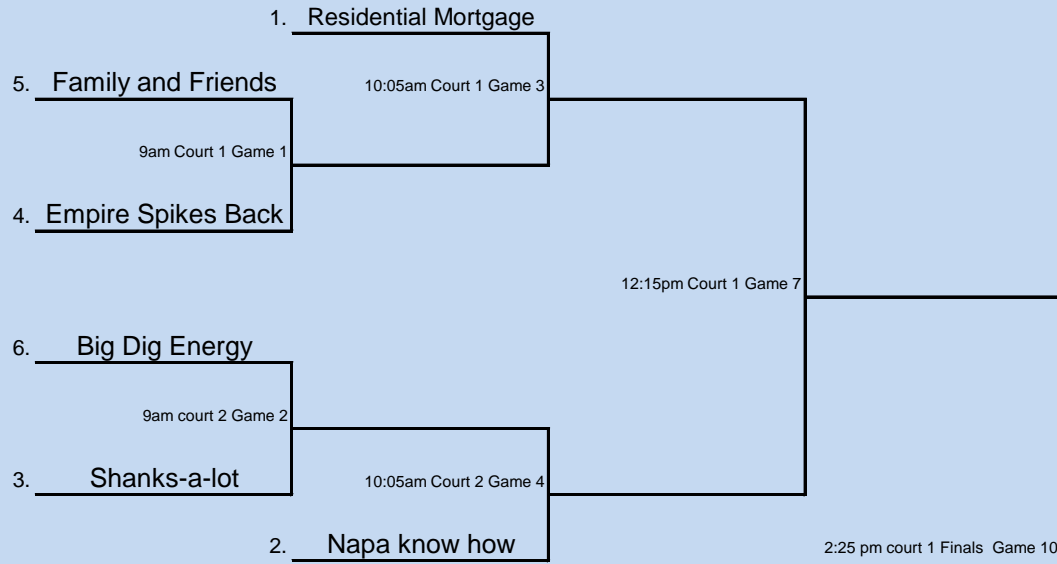 1. Residential Mortgage
5. Family and Friends
10:05am Court 1 Game 3
9am Court 1 Game 1
4. Empire Spikes Back
12:15pm Court 1 Game 7
6. Big Dig Energy
9am court 2 Game 2
3. Shanks-a-lot
10:05am Court 2 Game 4
2. Napa know how
2:25 pm court 1 Finals Game 10